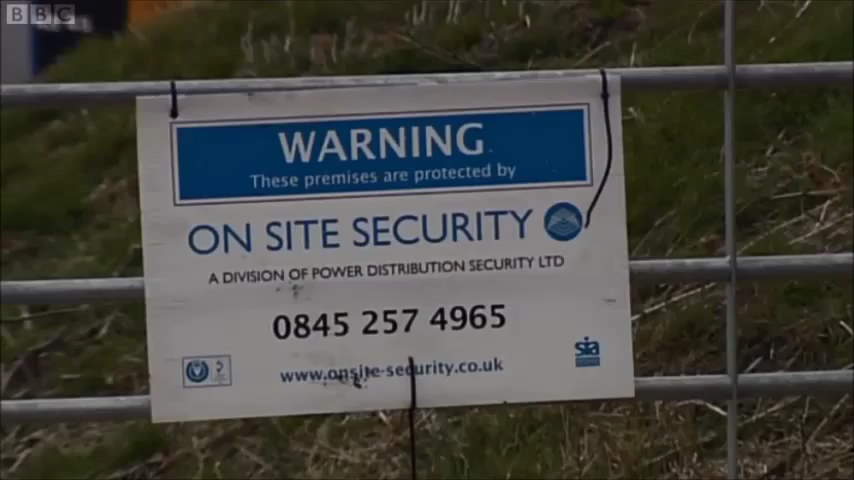 BBC
WARNING
These premises are protected by
ON SITE SECURITY
A DIVISION OF POWER DISTRIBUTION SECURITY LTD
0845 257 4965
www.onsite-security.co.uk
sia